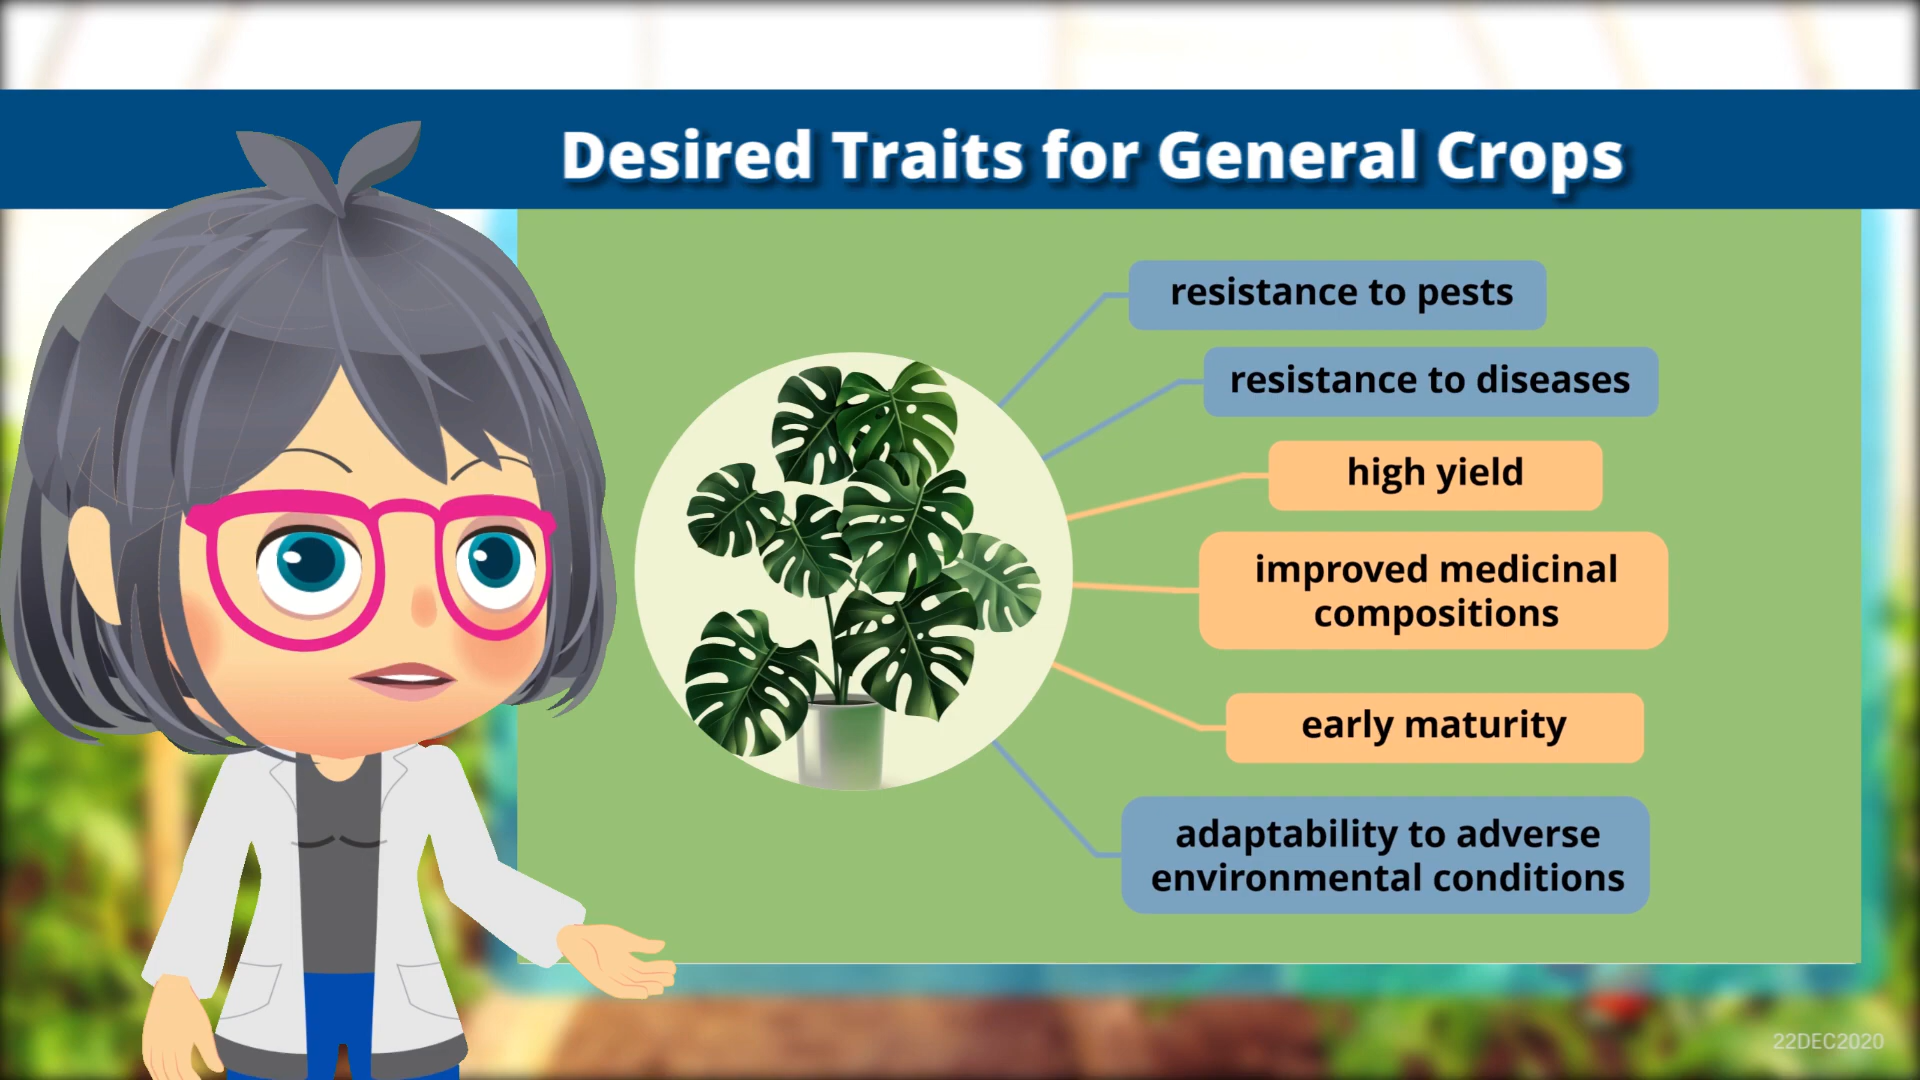 Desired Traits for General Crops
resistance to pests
resistance to diseases
high yield
improved medicinal
compositions
early maturity
adaptability to adverse
environmental conditions
22DEC2020